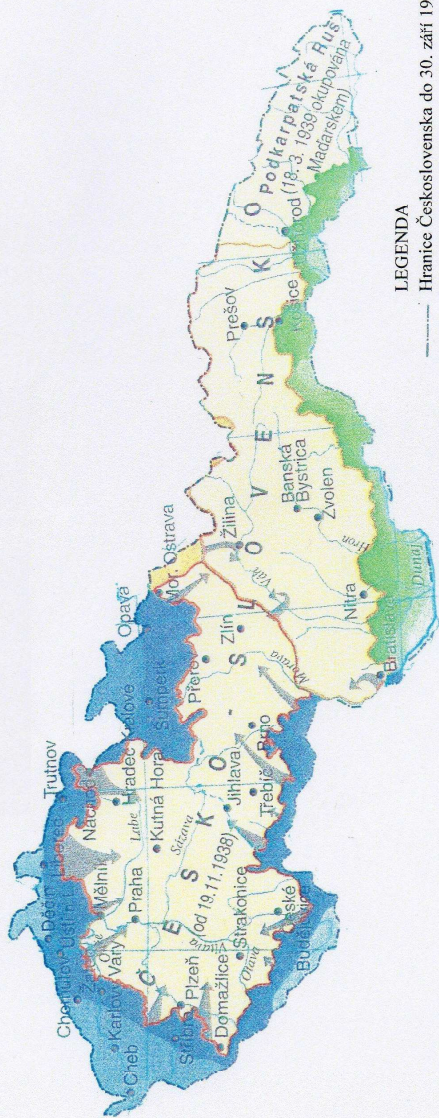 Cheb
Karlovy
Vary
Chomutov
Ústí
Děčín
Liberec
Trutnov
Náchod
Hradec
Králové
Mělník
Praha
Labe
Kutná Hora
Sázava
Stříbro
Plzeň
Domažlice
Strakonice
Otava
Vltava
České
Budějovice
Jihlava
Třebíč
Brno
Č E S K O - S L O V E N S K O
(od 19.11.1938)
Šumperk
Opava
Mor. Ostrava
Přerov
Zlín
Morava
Žilina
Váh
Nitra
Bratislava
Dunaj
Hron
Banská
Bystrica
Zvolen
Prešov
Košice
Podkarpatská Rus
(18. 3. 1939 okupována
Maďarskem)
LEGENDA
Hranice Československa do 30. září 19